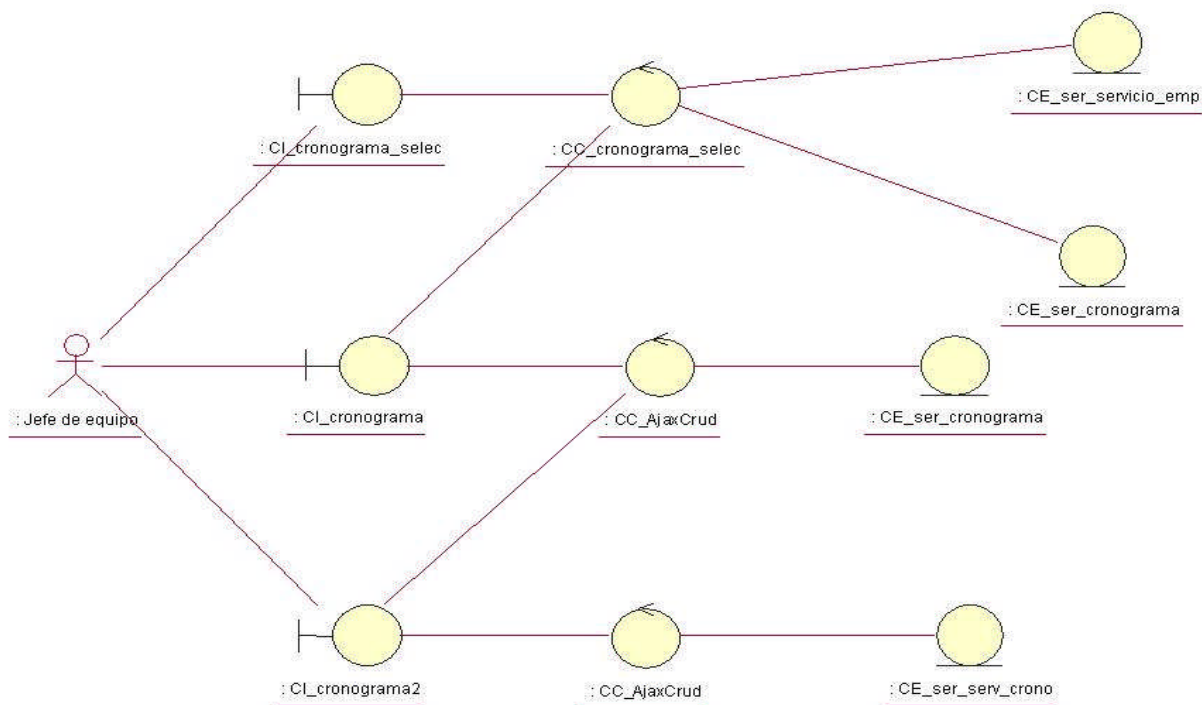 : CE_ser_servicio_emp
: CI_cronograma_selec
: CC_cronograma_selec
: CE_ser_cronograma
: Jefe de equipo
: CI_cronograma
: CC_AjaxCrud
: CE_ser_cronograma
: CI_cronograma2
: CC_AjaxCrud
: CE_ser_serv_crono